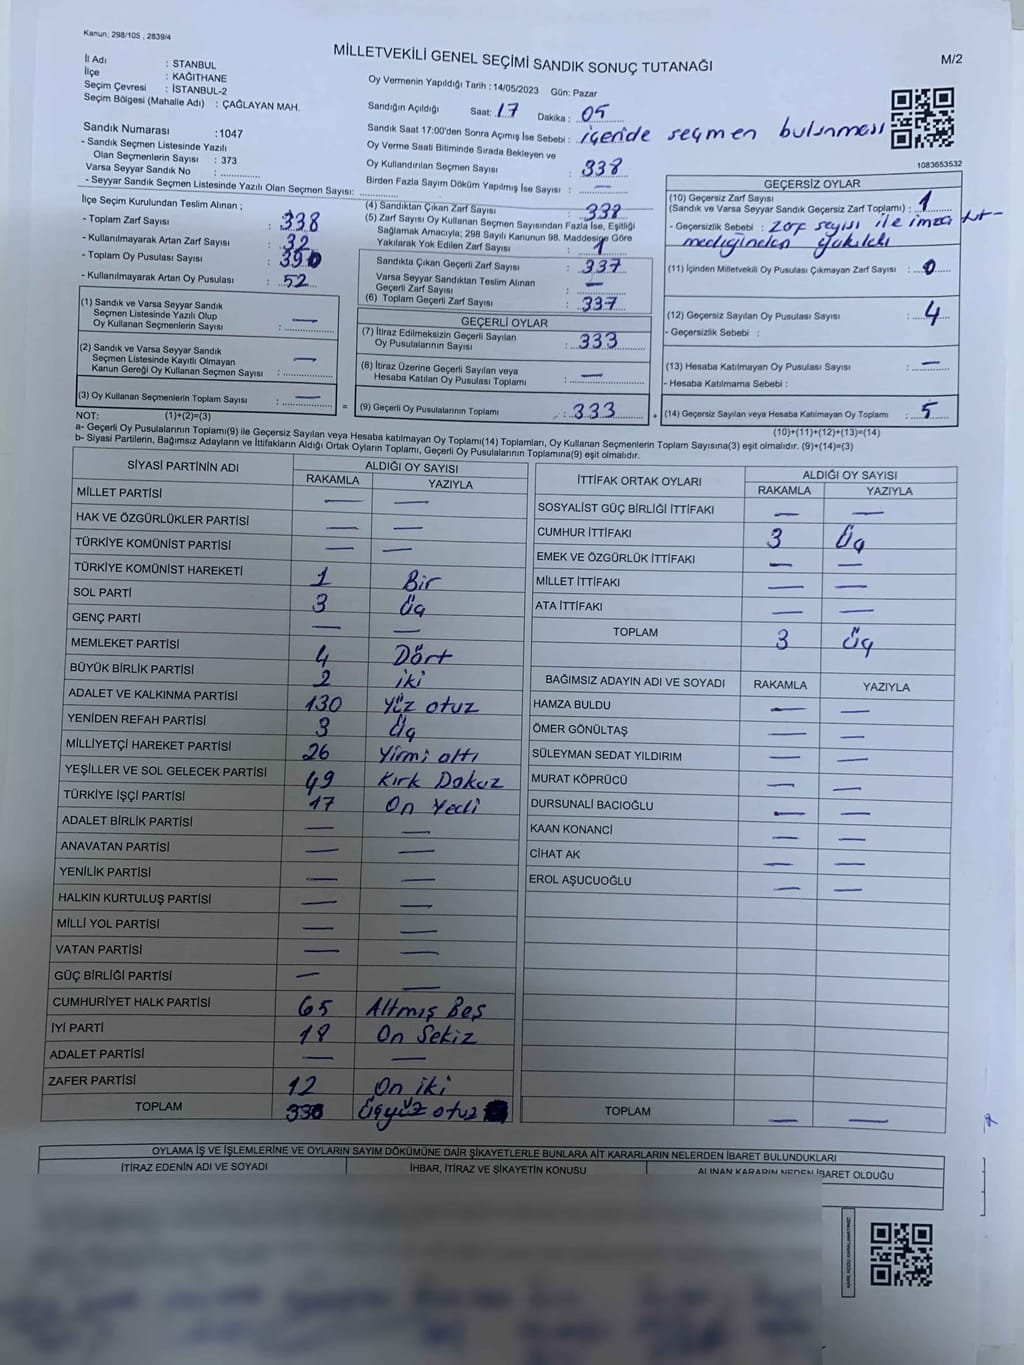 Kanun; 298/105 , 2839/4
MİLLETVEKİLİ GENEL SEÇİMİ SANDIK SONUÇ TUTANAĞI
M/2
İl Adı : STANBUL
İlçe : KAĞITHANE
Seçim Çevresi : İSTANBUL-2
Seçim Bölgesi (Mahalle Adı) : ÇAĞLAYAN MAH.
Oy Vermenin Yapıldığı Tarih : 14/05/2023 Gün: Pazar
Sandığın Açıldığı Saat: 17 Dakika : 05
Sandık Saat 17:00'den Sonra Açımış İse Sebebi : içeride seçmen bulunması
Oy Verme Saati Bitiminde Sırada Bekleyen ve
Oy Kullandırılan Seçmen Sayısı : 338
Birden Fazla Sayım Döküm Yapılmış İse Sayısı : —
1083653532
Sandık Numarası :1047
- Sandık Seçmen Listesinde Yazılı
Olan Seçmenlerin Sayısı : 373
Varsa Seyyar Sandık No :
- Seyyar Sandık Seçmen Listesinde Yazılı Olan Seçmen Sayısı:
İlçe Seçim Kurulundan Teslim Alınan ;
- Toplam Zarf Sayısı : 338
- Kullanılmayarak Artan Zarf Sayısı : 32
- Toplam Oy Pusulası Sayısı : 390
- Kullanılmayarak Artan Oy Pusulası : 52
(1) Sandık ve Varsa Seyyar Sandık
Seçmen Listesinde Yazılı Olup
Oy Kullanan Seçmenlerin Sayısı : —
(2) Sandık ve Varsa Seyyar Sandık
Seçmen Listesinde Kayıtlı Olmayan
Kanun Gereği Oy Kullanan Seçmen Sayısı : —
(3) Oy Kullanan Seçmenlerin Toplam Sayısı : — =
(4) Sandıktan Çıkan Zarf Sayısı : 338
(5) Zarf Sayısı Oy Kullanan Seçmen Sayısından Fazla İse, Eşitliği
Sağlamak Amacıyla; 298 Sayılı Kanunun 98. Maddesine Göre
Yakılarak Yok Edilen Zarf Sayısı : 1
Sandıkta Çıkan Geçerli Zarf Sayısı : 337
Varsa Seyyar Sandıktan Teslim Alınan
Geçerli Zarf Sayısı : —
(6) Toplam Geçerli Zarf Sayısı : 337
GEÇERLİ OYLAR
(7) İtiraz Edilmeksizin Geçerli Sayılan
Oy Pusulalarının Sayısı : 333
(8) İtiraz Üzerine Geçerli Sayılan veya
Hesaba Katılan Oy Pusulası Toplamı : —
(9) Geçerli Oy Pusulalarının Toplamı : 333 +
GEÇERSİZ OYLAR
(10) Geçersiz Zarf Sayısı
(Sandık ve Varsa Seyyar Sandık Geçersiz Zarf Toplamı) : 1
- Geçersizlik Sebebi : zarf sayısı ile imza tut-
mediğinden yakıldı
(11) İçinden Milletvekili Oy Pusulası Çıkmayan Zarf Sayısı : 0
(12) Geçersiz Sayılan Oy Pusulası Sayısı : 4
- Geçersizlik Sebebi :
(13) Hesaba Katılmayan Oy Pusulası Sayısı : —
- Hesaba Katılmama Sebebi :
(14) Geçersiz Sayılan veya Hesaba Katılmayan Oy Toplamı : 5
NOT: (1)+(2)=(3) (10)+(11)+(12)+(13)=(14)
a- Geçerli Oy Pusulalarının Toplamı(9) ile Geçersiz Sayılan veya Hesaba katılmayan Oy Toplamı(14) Toplamları, Oy Kullanan Seçmenlerin Toplam Sayısına(3) eşit olmalıdır. (9)+(14)=(3)
b- Siyasi Partilerin, Bağımsız Adayların ve İttifakların Aldığı Ortak Oyların Toplamı, Geçerli Oy Pusulalarının Toplamına(9) eşit olmalıdır.
SİYASİ PARTİNİN ADI ALDIĞI OY SAYISI
RAKAMLA YAZIYLA
MİLLET PARTİSİ — —
HAK VE ÖZGÜRLÜKLER PARTİSİ — —
TÜRKİYE KOMÜNİST PARTİSİ — —
TÜRKİYE KOMÜNİST HAREKETİ 1 Bir
SOL PARTİ 3 Üç
GENÇ PARTİ — —
MEMLEKET PARTİSİ 4 Dört
BÜYÜK BİRLİK PARTİSİ 2 iki
ADALET VE KALKINMA PARTİSİ 130 Yüz otuz
YENİDEN REFAH PARTİSİ 3 Üç
MİLLİYETÇİ HAREKET PARTİSİ 26 Yirmi altı
YEŞİLLER VE SOL GELECEK PARTİSİ 49 Kırk Dokuz
TÜRKİYE İŞÇİ PARTİSİ 17 On Yedi
ADALET BİRLİK PARTİSİ — —
ANAVATAN PARTİSİ — —
YENİLİK PARTİSİ — —
HALKIN KURTULUŞ PARTİSİ — —
MİLLİ YOL PARTİSİ — —
VATAN PARTİSİ — —
GÜÇ BİRLİĞİ PARTİSİ — —
CUMHURİYET HALK PARTİSİ 65 Altmış Beş
İYİ PARTİ 18 On Sekiz
ADALET PARTİSİ — —
ZAFER PARTİSİ 12 On iki
TOPLAM 330 Üçyüz otuz
İTTİFAK ORTAK OYLARI ALDIĞI OY SAYISI
RAKAMLA YAZIYLA
SOSYALİST GÜÇ BİRLİĞİ İTTİFAKI — —
CUMHUR İTTİFAKI 3 Üç
EMEK VE ÖZGÜRLÜK İTTİFAKI — —
MİLLET İTTİFAKI — —
ATA İTTİFAKI — —
TOPLAM 3 Üç
BAĞIMSIZ ADAYIN ADI VE SOYADI RAKAMLA YAZIYLA
HAMZA BULDU — —
ÖMER GÖNÜLTAŞ — —
SÜLEYMAN SEDAT YILDIRIM — —
MURAT KÖPRÜCÜ — —
DURSUNALİ BACIOĞLU — —
KAAN KONANCİ — —
CİHAT AK — —
EROL AŞUCUOĞLU — —
TOPLAM — —
OYLAMA İŞ VE İŞLEMLERİNE VE OYLARIN SAYIM DÖKÜMÜNE DAİR ŞİKAYETLERLE BUNLARA AİT KARARLARIN NELERDEN İBARET BULUNDUKLARI
İTİRAZ EDENİN ADI VE SOYADI İHBAR, İTİRAZ VE ŞİKAYETİN KONUSU ALINAN KARARIN NEDEN İBARET OLDUĞU
KARE KODU KARALAMAYINIZ